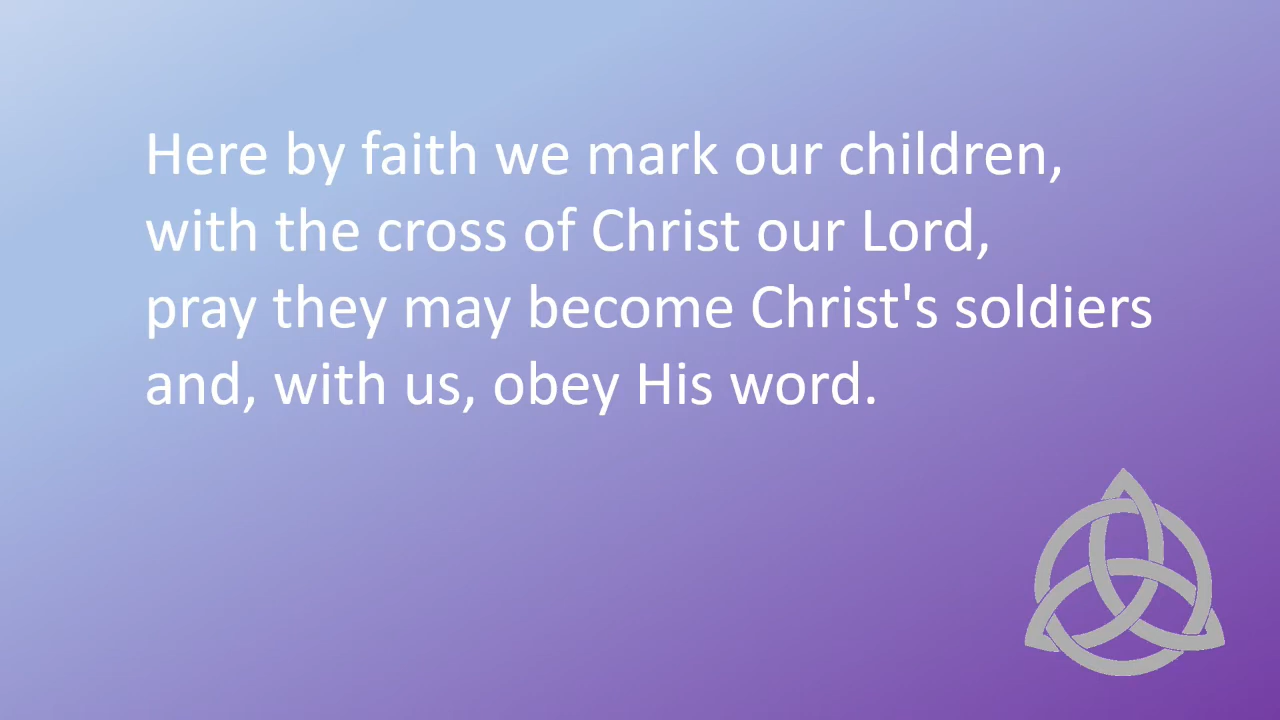 Here by faith we mark our children,
with the cross of Christ our Lord,
pray they may become Christ's soldiers
and, with us, obey His word.